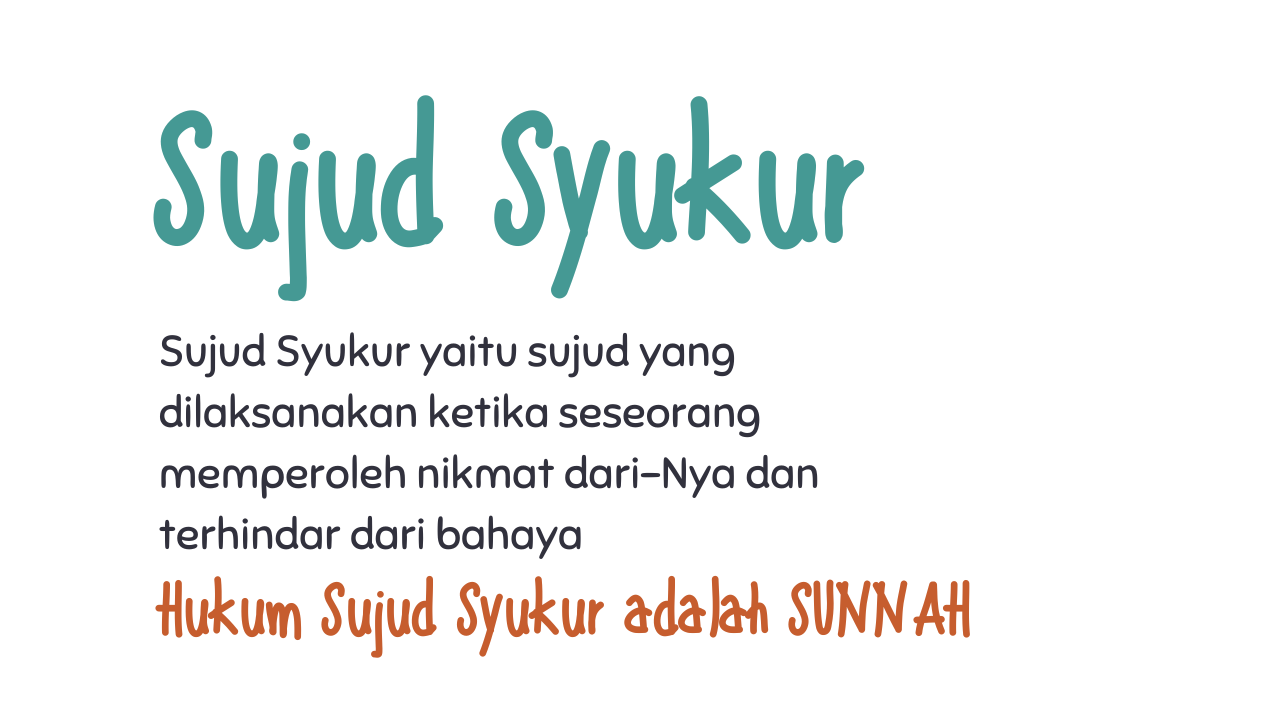 Sujud Syukur
Sujud Syukur yaitu sujud yang
dilaksanakan ketika seseorang
memperoleh nikmat dari-Nya dan
terhindar dari bahaya
Hukum Sujud Syukur adalah SUNNAH